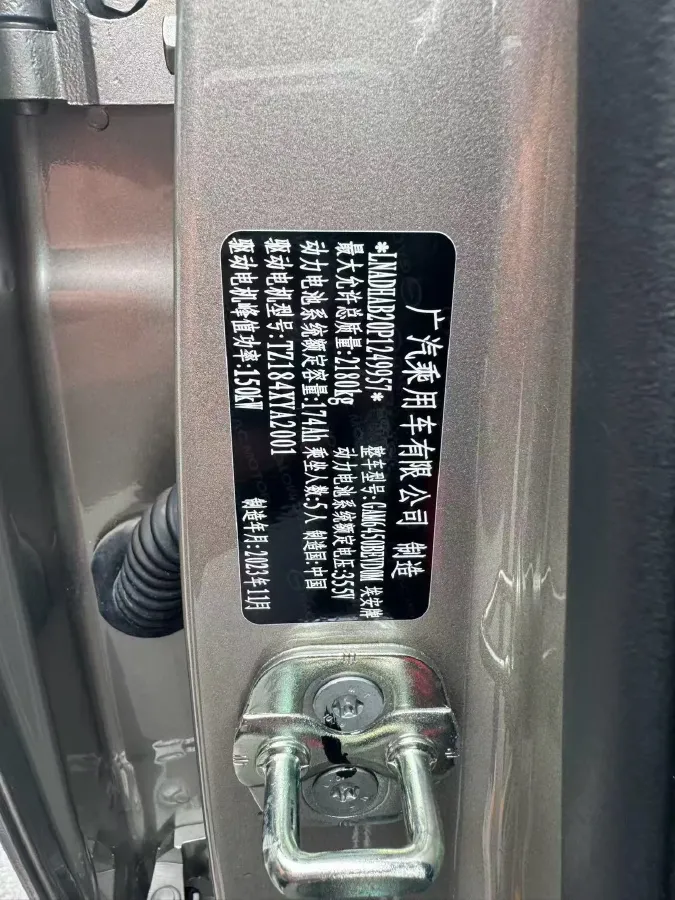 广汽乘用车有限公司 制造
*LNADHAB20P1249957* 整车型号:GAM6450BEVD0M 埃安牌
最大允许总质量:2180kg 动力电池系统额定电压:355V
动力电池系统额定容量:174Ah 乘坐人数:5人 制造国:中国
驱动电机型号:TZ184XYA2001
驱动电机峰值功率:150kW 制造年月:2023年11月